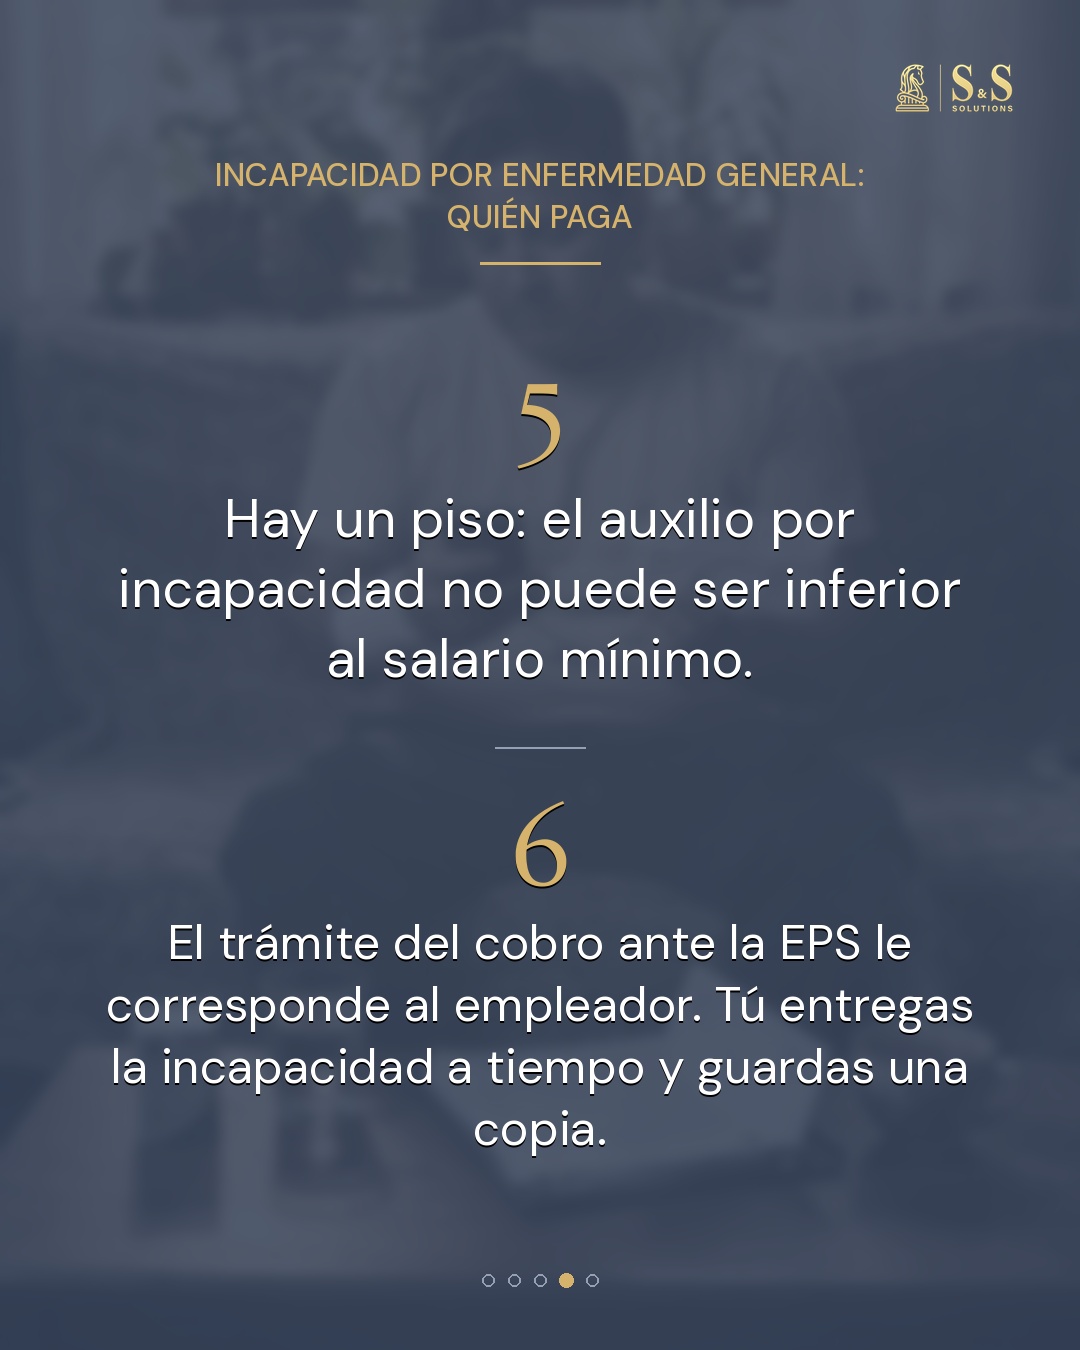 S&S
SOLUTIONS
INCAPACIDAD POR ENFERMEDAD GENERAL:
QUIÉN PAGA
5
Hay un piso: el auxilio por
incapacidad no puede ser inferior
al salario mínimo.
6
El trámite del cobro ante la EPS le
corresponde al empleador. Tú entregas
la incapacidad a tiempo y guardas una
copia.